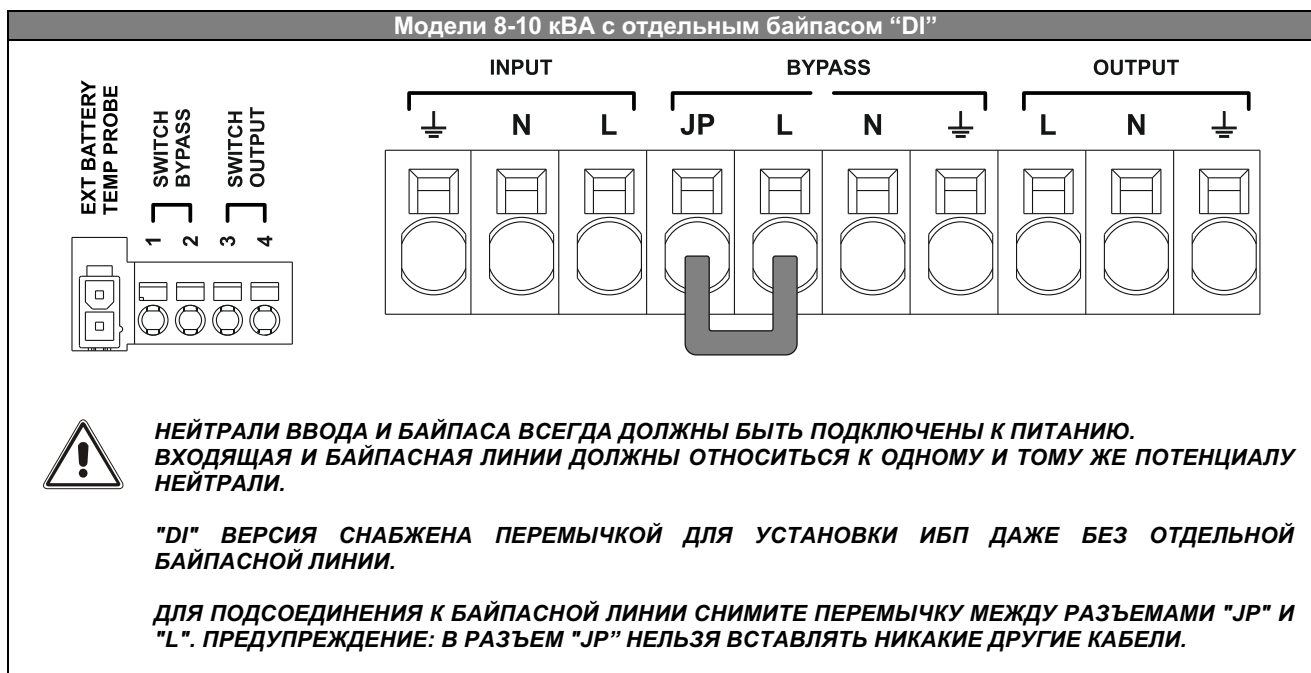 Модели 8-10 кВА с отдельным байпасом “DI”
EXT BATTERY
TEMP PROBE
SWITCH
BYPASS
SWITCH
OUTPUT
1 2 3 4
INPUT BYPASS OUTPUT
N L JP L N L N
НЕЙТРАЛИ ВВОДА И БАЙПАСА ВСЕГДА ДОЛЖНЫ БЫТЬ ПОДКЛЮЧЕНЫ К ПИТАНИЮ.
ВХОДЯЩАЯ И БАЙПАСНАЯ ЛИНИИ ДОЛЖНЫ ОТНОСИТЬСЯ К ОДНОМУ И ТОМУ ЖЕ ПОТЕНЦИАЛУ
НЕЙТРАЛИ.
"DI" ВЕРСИЯ СНАБЖЕНА ПЕРЕМЫЧКОЙ ДЛЯ УСТАНОВКИ ИБП ДАЖЕ БЕЗ ОТДЕЛЬНОЙ
БАЙПАСНОЙ ЛИНИИ.
ДЛЯ ПОДСОЕДИНЕНИЯ К БАЙПАСНОЙ ЛИНИИ СНИМИТЕ ПЕРЕМЫЧКУ МЕЖДУ РАЗЪЕМАМИ "JP" И
"L". ПРЕДУПРЕЖДЕНИЕ: В РАЗЪЕМ "JP” НЕЛЬЗЯ ВСТАВЛЯТЬ НИКАКИЕ ДРУГИЕ КАБЕЛИ.